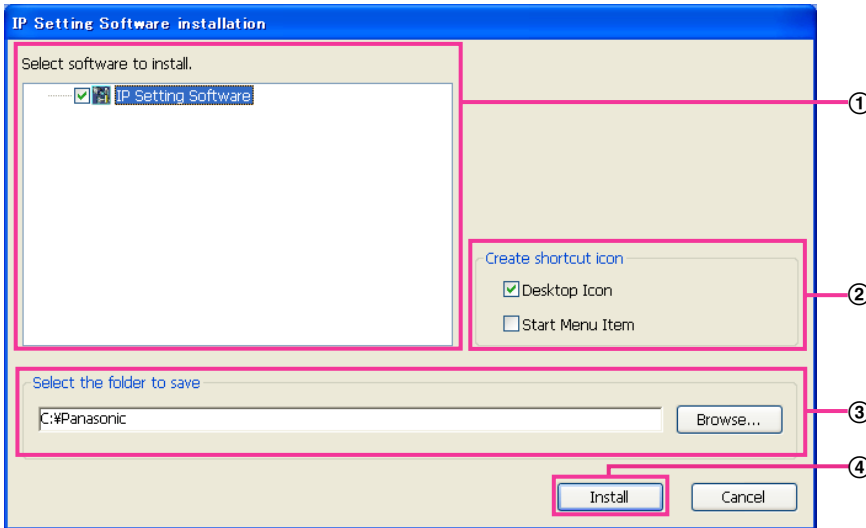 IP Setting Software installation
Select software to install.
IP Setting Software
①
Create shortcut icon
Desktop Icon
②
Start Menu Item
Select the folder to save
C:¥Panasonic
Browse...
③
④
Install
Cancel